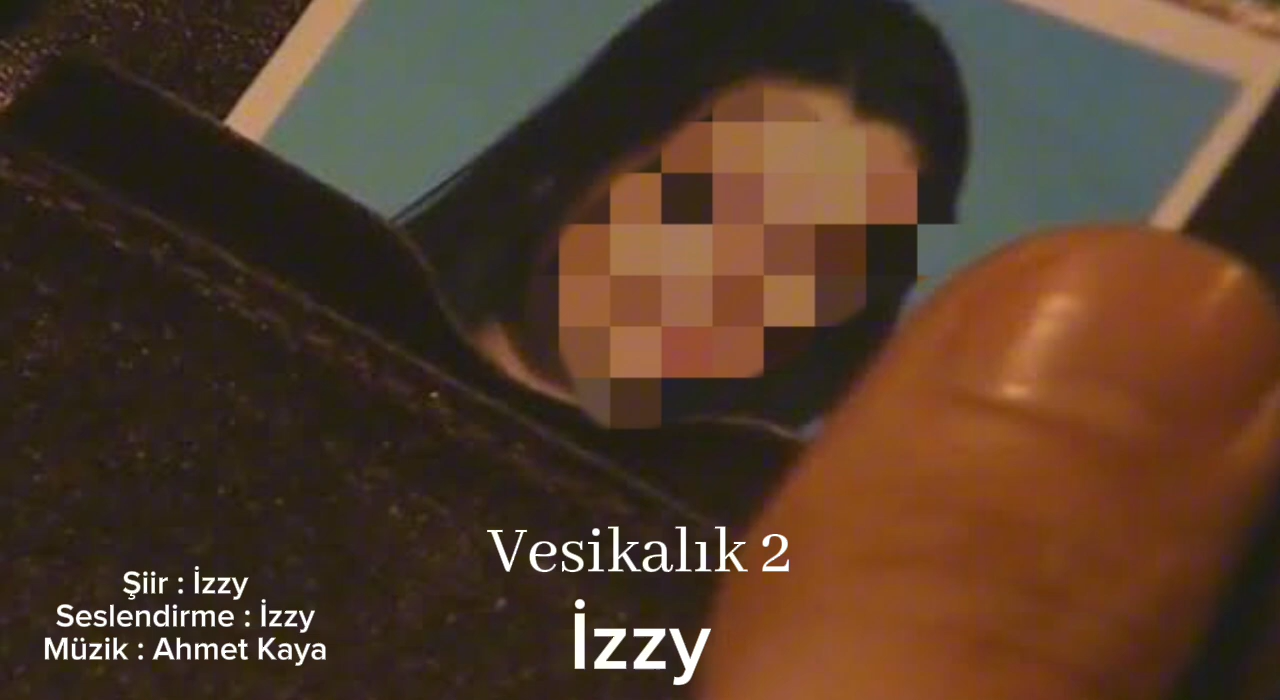 Vesikalık 2
İzzy
Şiir : İzzy
Seslendirme : İzzy
Müzik : Ahmet Kaya